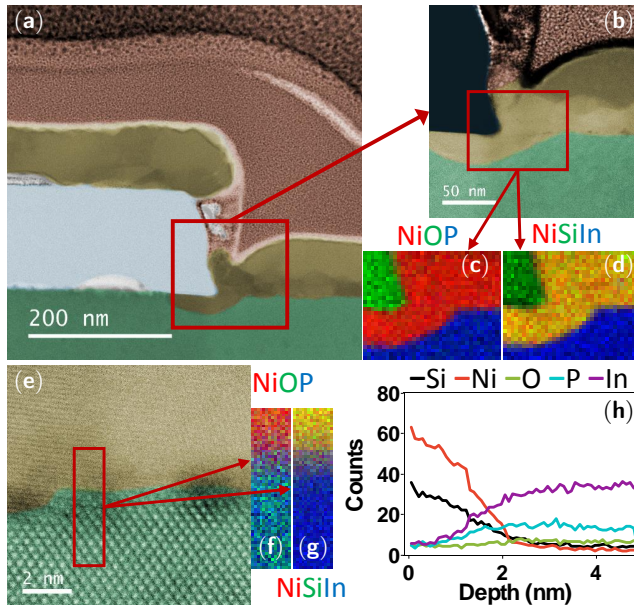 (a)
200 nm
(b)
50 nm
NiOP
NiSiIn
(c)
(d)
(e)
2 nm
NiOP
(f)
(g)
NiSiIn
Si Ni O P In
(h)
Counts
80
60
40
20
0
0 2 4
Depth (nm)